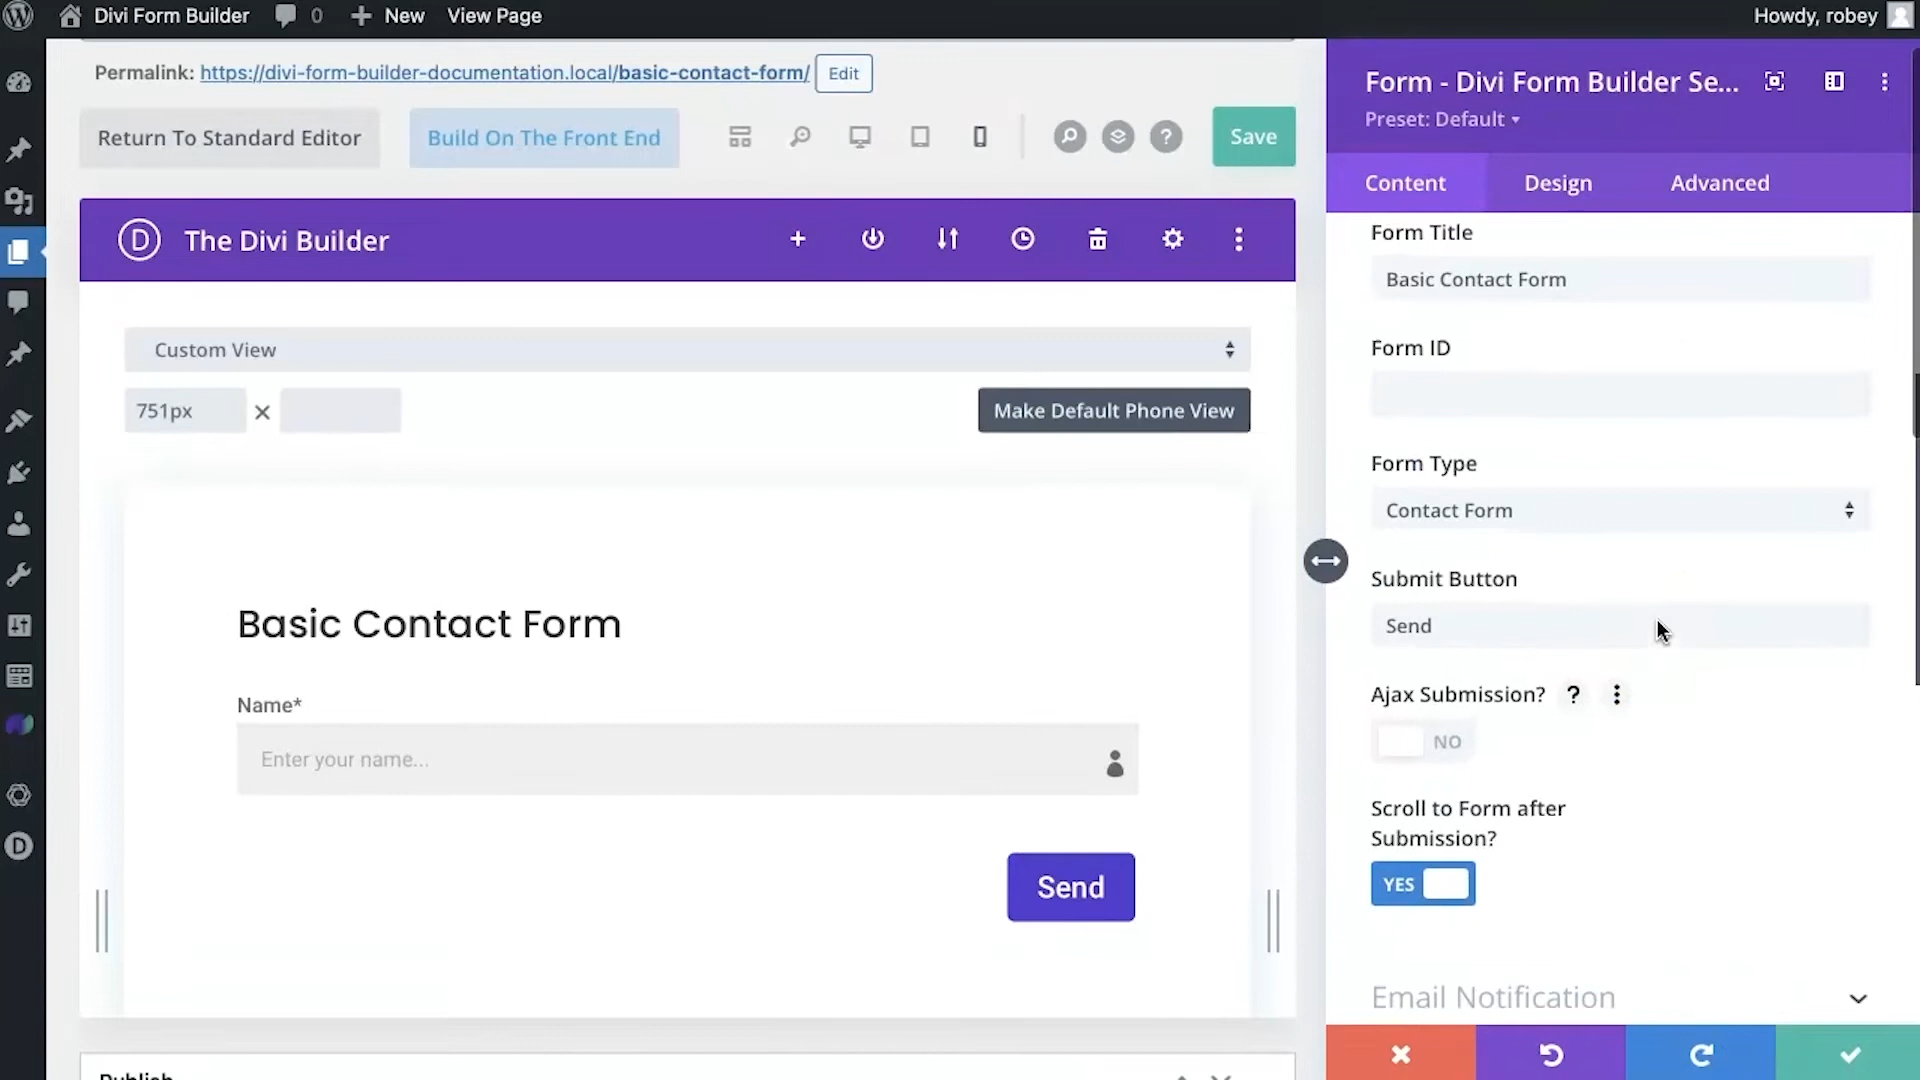 Divi Form Builder 0 New View Page Howdy, robey
Permalink: https://divi-form-builder-documentation.local/basic-contact-form/ Edit
Return To Standard Editor Build On The Front End Save
The Divi Builder
Custom View
751px Make Default Phone View
Basic Contact Form
Name*
Enter your name...
Send
Publish
Form - Divi Form Builder Se...
Preset: Default
Content Design Advanced
Form Title
Basic Contact Form
Form ID
Form Type
Contact Form
Submit Button
Send
Ajax Submission? ?
NO
Scroll to Form after
Submission?
YES
Email Notification